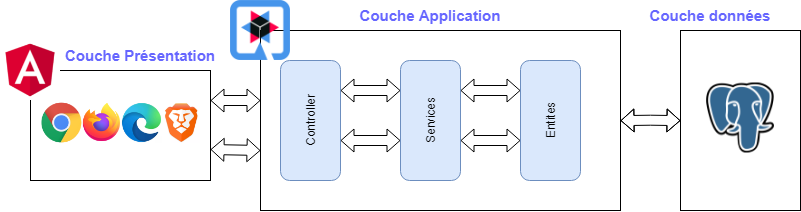 Couche Application
Couche données
Couche Présentation
Controller
Services
Entites